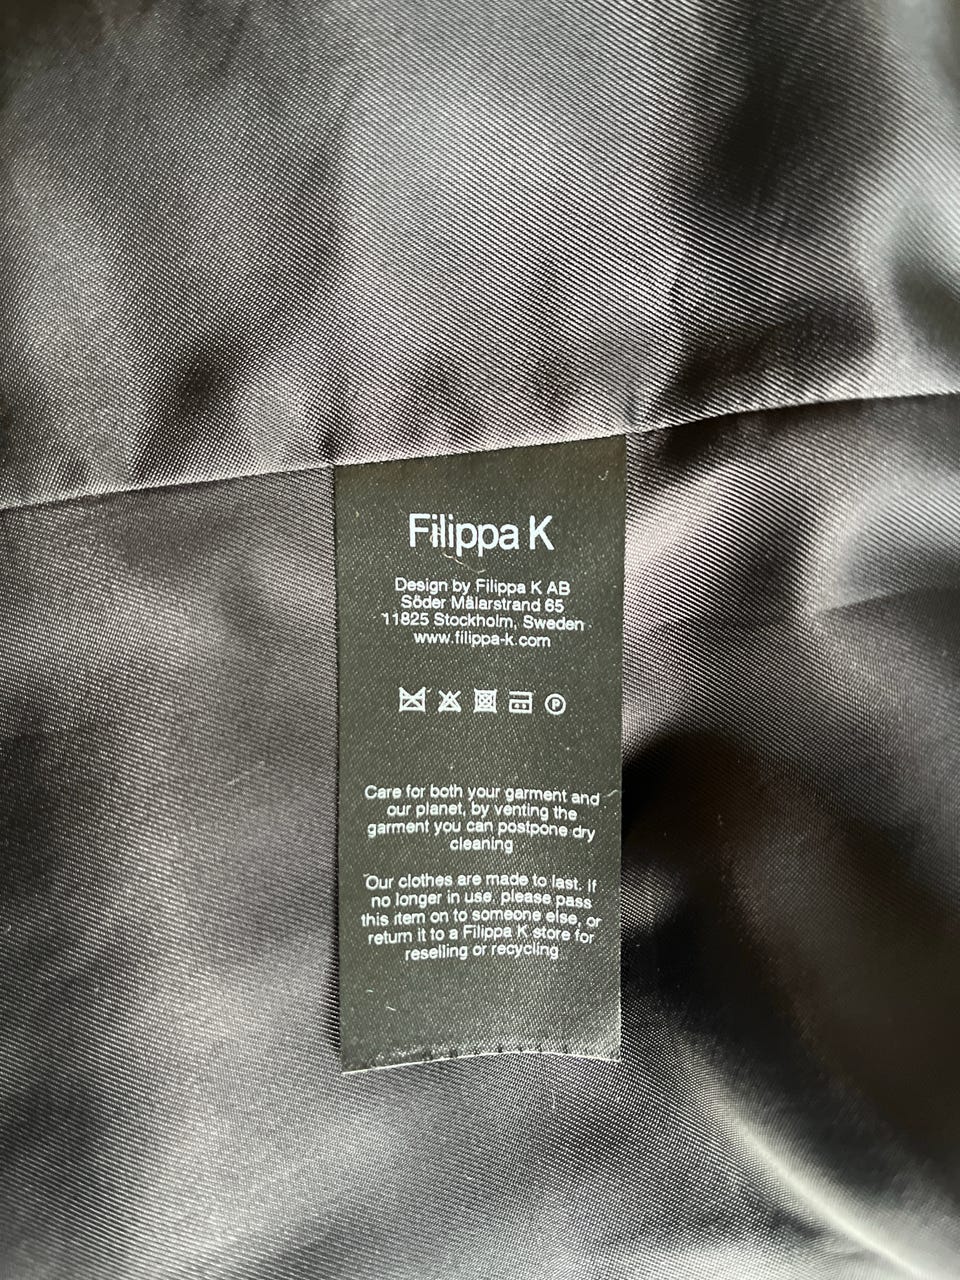 Filippa K
Design by Filippa K AB
Söder Mälarstrand 65
11825 Stockholm, Sweden
www.filippa-k.com
P
Care for both your garment and
our planet, by venting the
garment you can postpone dry
cleaning
Our clothes are made to last. If
no longer in use, please pass
this item on to someone else, or
return it to a Filippa K store for
reselling or recycling